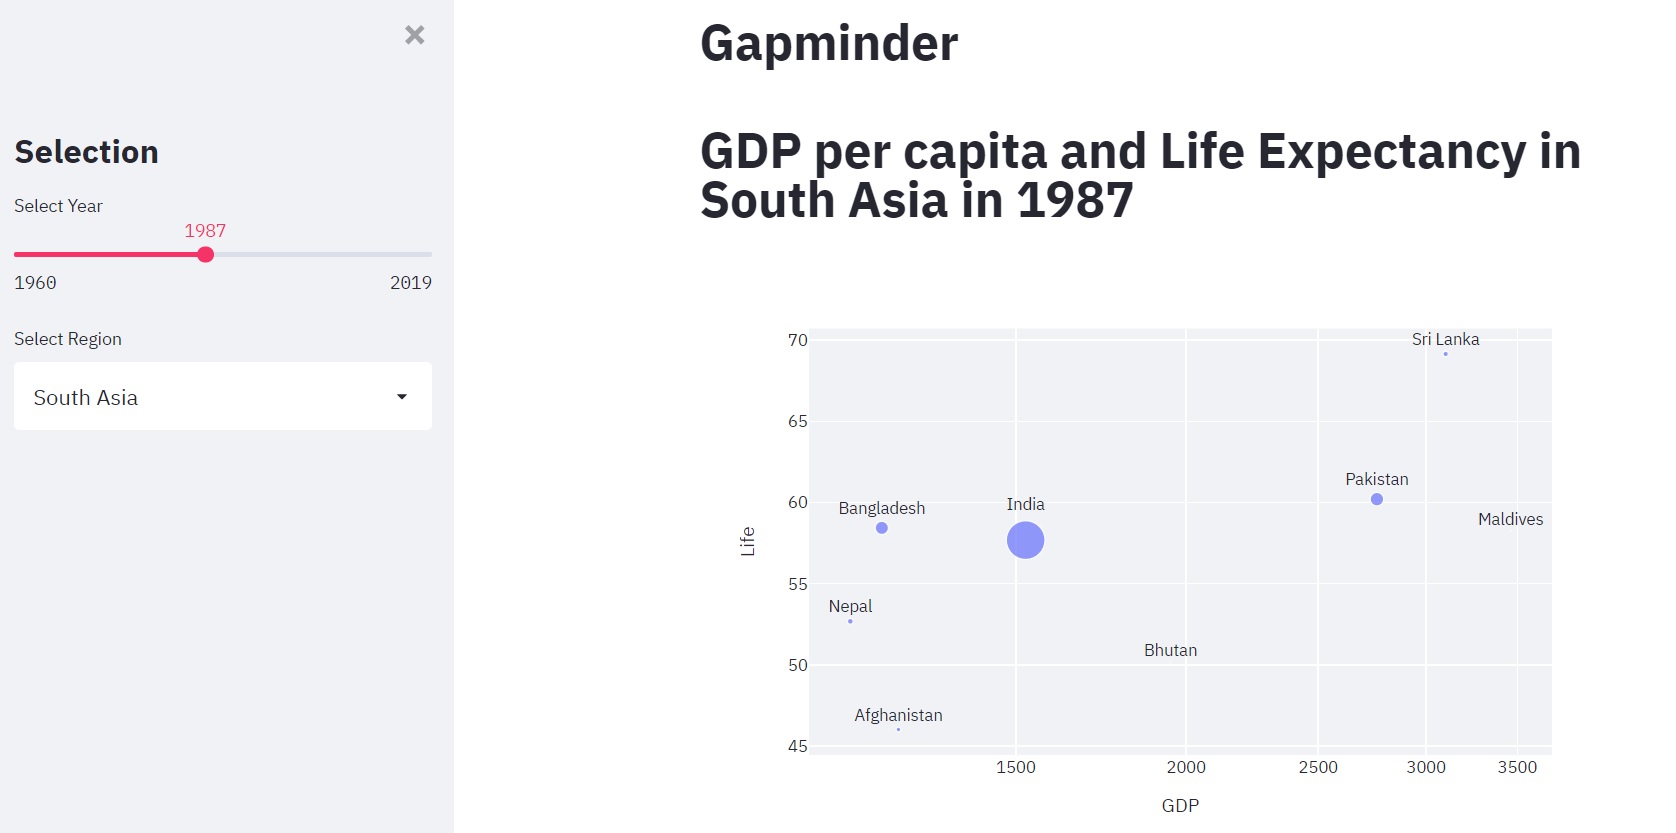 Selection
Select Year
1987
1960 2019
Select Region
South Asia
Gapminder
GDP per capita and Life Expectancy in
South Asia in 1987
70
65
60
55
50
45
Life
Sri Lanka
Pakistan
Maldives
Bangladesh
India
Nepal
Bhutan
Afghanistan
1500 2000 2500 3000 3500
GDP